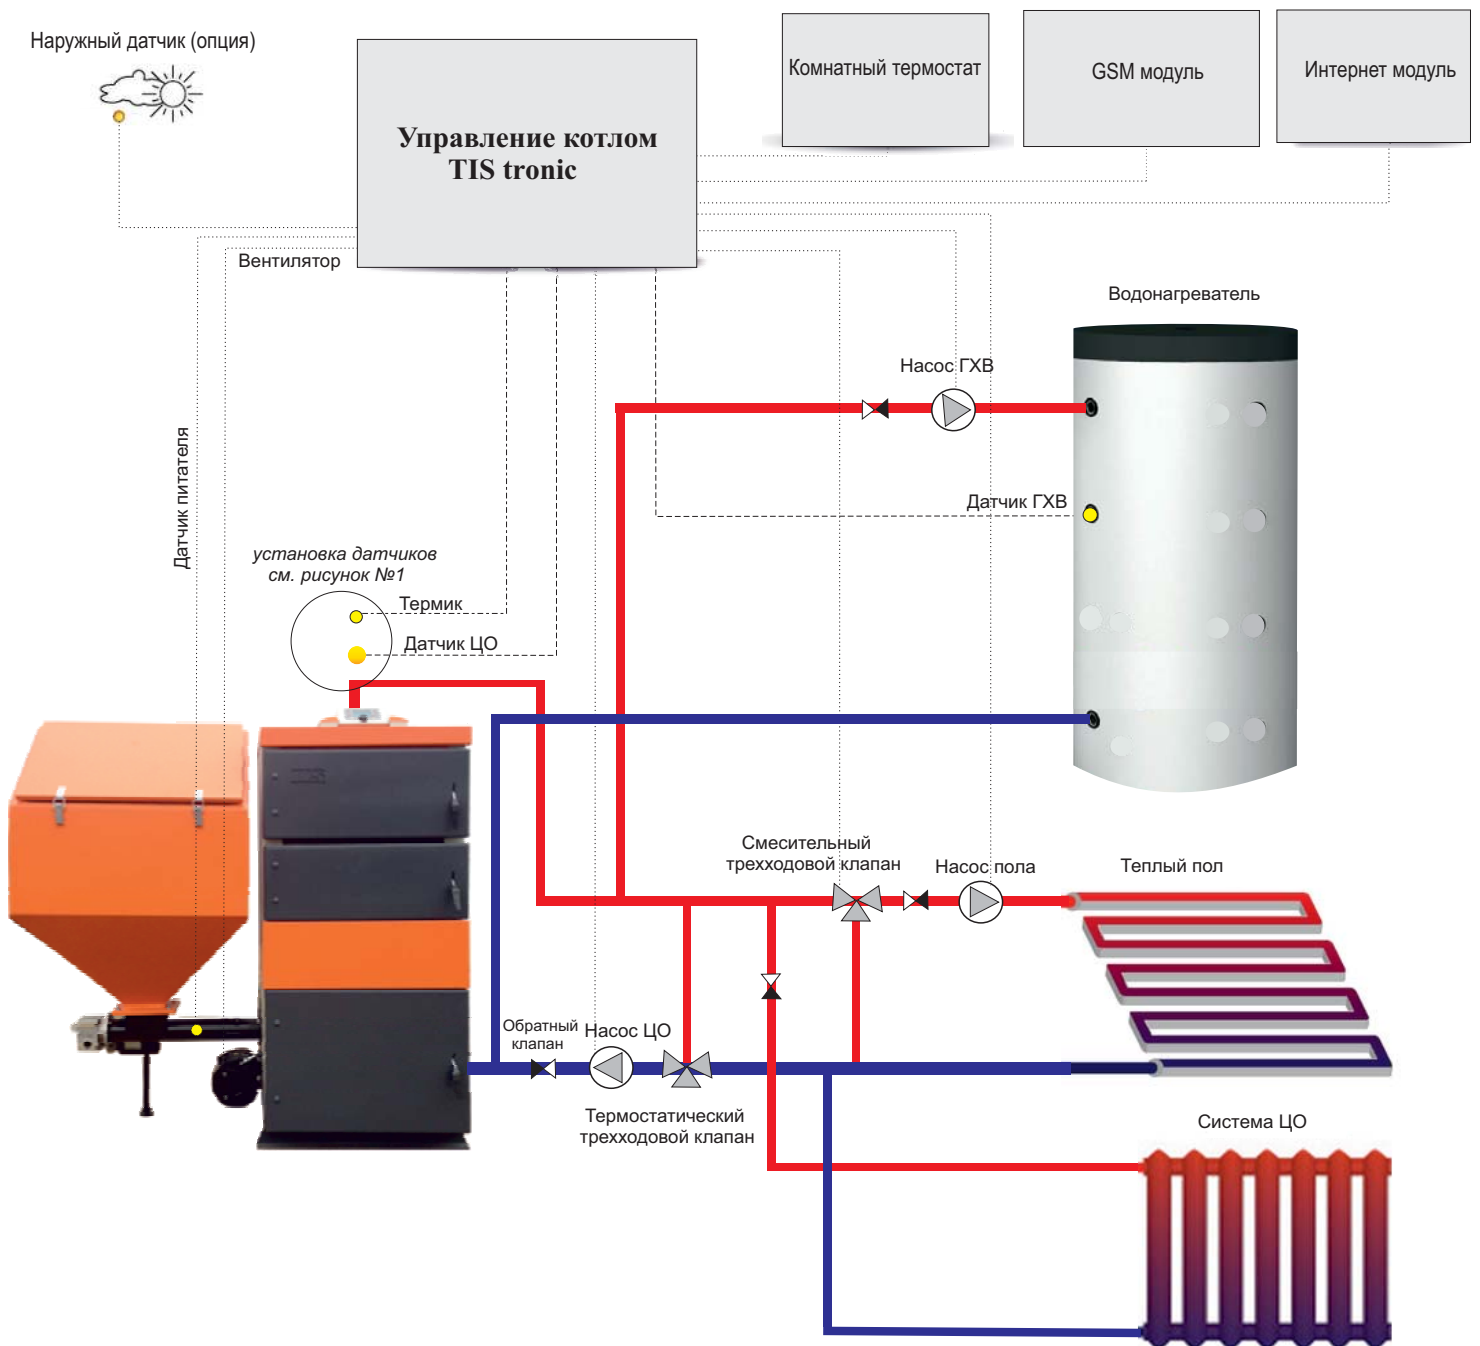 Наружный датчик (опция)
Управление котлом
TIS tronic
Комнатный термостат
GSM модуль
Интернет модуль
Вентилятор
Датчик питателя
Водонагреватель
Насос ГХВ
Датчик ГХВ
установка датчиков
см. рисунок №1
Термик
Датчик ЦО
Смесительный
трехходовой клапан
Насос пола
Теплый пол
Обратный
клапан
Насос ЦО
Термостатический
трехходовой клапан
Система ЦО